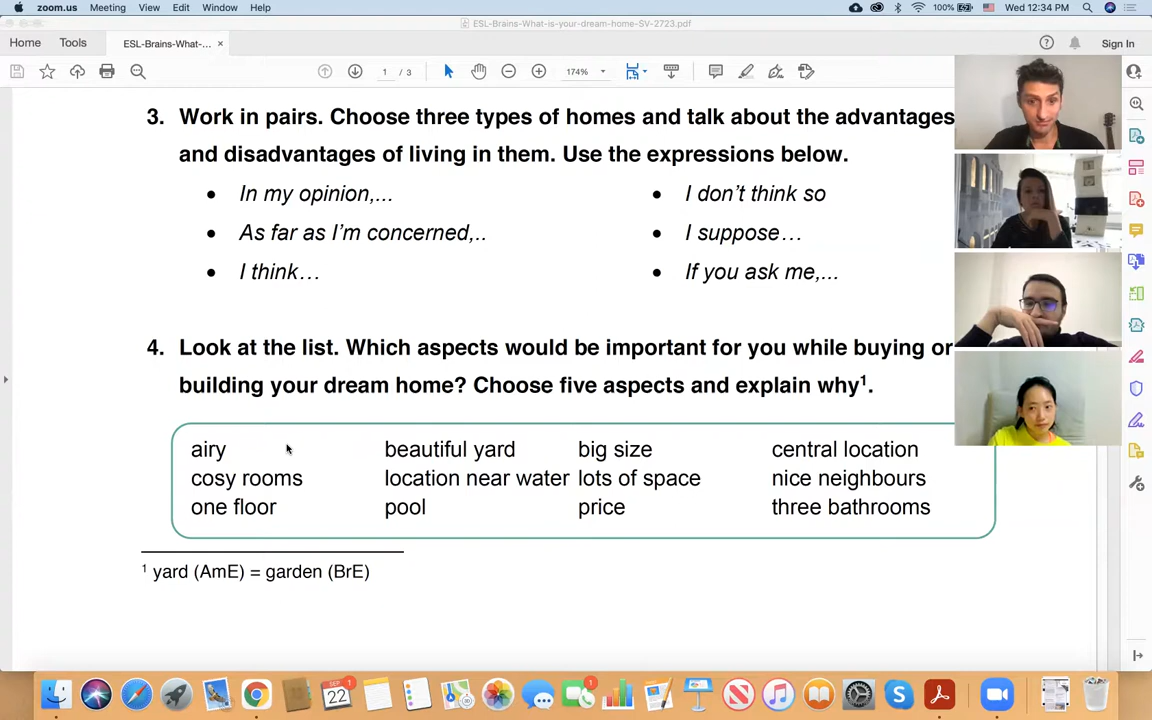 zoom.us Meeting View Edit Window Help 100% Wed 12:34 PM
ESL-Brains-What-is-your-dream-home-SV-2723.pdf
Home Tools ESL-Brains-What-... × Sign In
1 / 3 174%
3. Work in pairs. Choose three types of homes and talk about the advantages
and disadvantages of living in them. Use the expressions below.
• In my opinion,... • I don’t think so
• As far as I’m concerned,.. • I suppose…
• I think… • If you ask me,...
4. Look at the list. Which aspects would be important for you while buying or
building your dream home? Choose five aspects and explain why¹.
airy beautiful yard big size central location
cosy rooms location near water lots of space nice neighbours
one floor pool price three bathrooms
¹ yard (AmE) = garden (BrE)
SEP 1 1
22